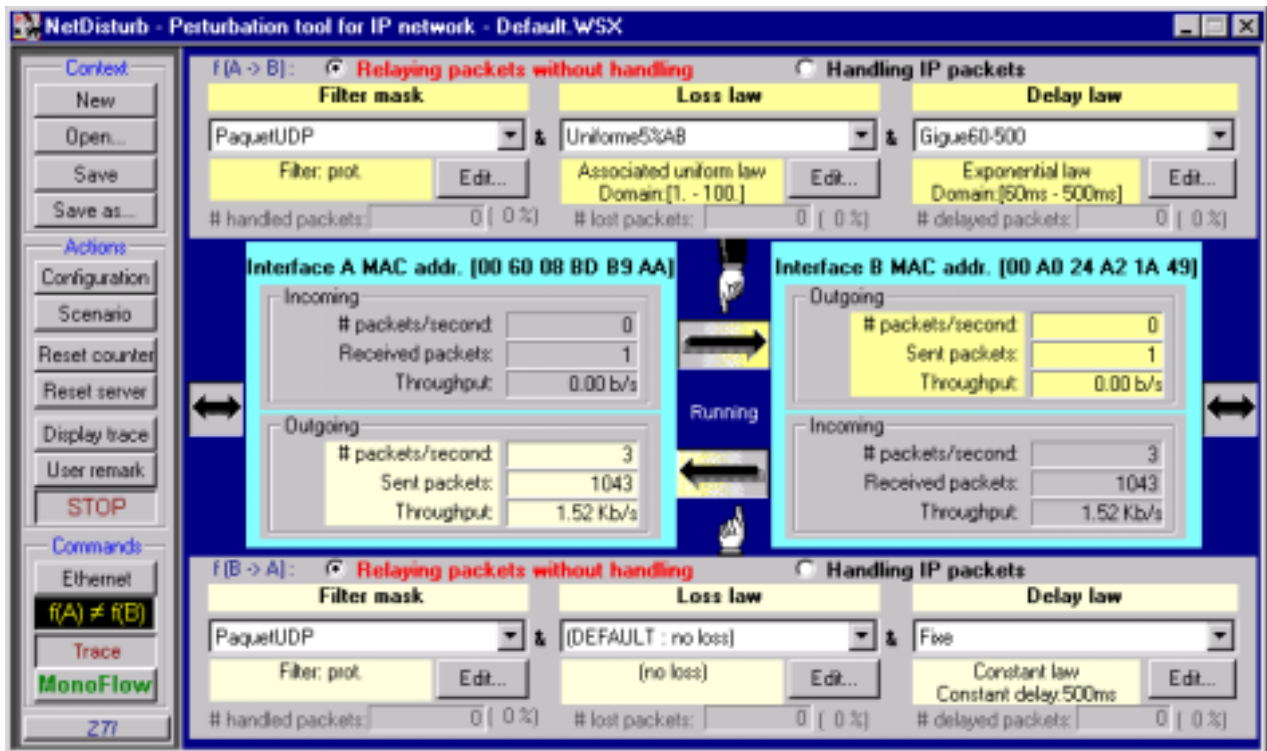 NetDisturb - Perturbation tool for IP network - Default.WSX
Context
New
Open...
Save
Save as...
Actions
Configuration
Scenario
Reset counter
Reset server
Display trace
User remark
STOP
Commands
Ethernet
f(A) ≠ f(B)
Trace
MonoFlow
f (A -> B) : Relaying packets without handling Handling IP packets
Filter mask Loss law Delay law
PaquetUDP & Uniforme5%AB & Gigue60-500
Filter: prot. Edit... Associated uniform law Edit... Exponential law Edit...
Domain:[1. - 100.] Domain:[60ms - 500ms]
# handled packets: 0 ( 0 %) # lost packets: 0 ( 0 %) # delayed packets: 0 ( 0 %)
Interface A MAC addr. [00 60 08 BD B9 AA] Interface B MAC addr. [00 A0 24 A2 1A 49]
Incoming Outgoing
# packets/second: 0 # packets/second: 0
Received packets: 1 Sent packets: 1
Throughput: 0.00 b/s Throughput: 0.00 b/s
Running
Outgoing Incoming
# packets/second: 3 # packets/second: 3
Sent packets: 1043 Received packets: 1043
Throughput: 1.52 Kb/s Throughput: 1.52 Kb/s
f (B -> A) : Relaying packets without handling Handling IP packets
Filter mask Loss law Delay law
PaquetUDP & (DEFAULT : no loss) & Fixe
Filter: prot. Edit... (no loss) Edit... Constant law Edit...
Constant delay:500ms
# handled packets: 0 ( 0 %) # lost packets: 0 ( 0 %) # delayed packets: 0 ( 0 %)